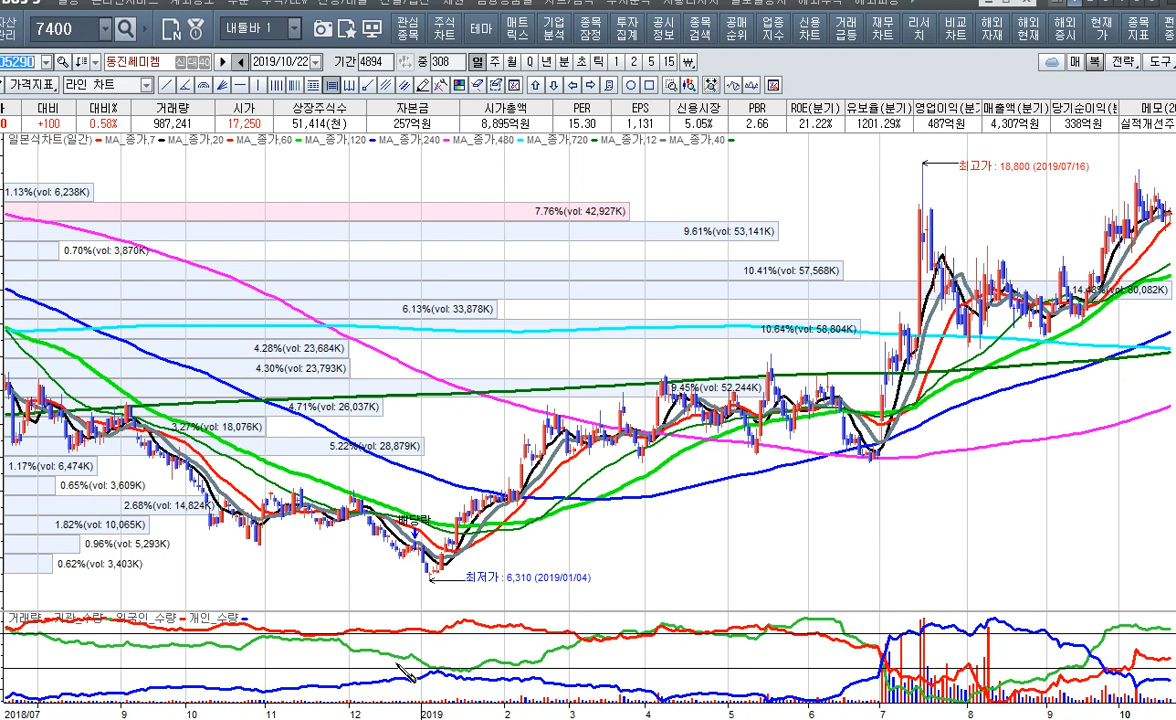 7400 내툴바 1
관심종목 주식차트 테마 매트릭스 기업분석 종목잠정 투자집계 공시정보 종목검색 공매순위 업종지수 신용차트 거래급등 재무차트 리서치 비교차트 해외자재 해외현재 해외증시 현재가 종목지표
05290 동진쎄미켐 신대40 2019/10/22 기간 4894 중 308 일 주 월 Q 년 분 초 틱 1 2 5 15 매 복 전략 도구
가격지표 라인 차트
대비 대비% 거래량 시가 상장주식수 자본금 시가총액 PER EPS 신용시장 PBR ROE(분기) 유보율(분기) 영업이익(분기 매출액(분기) 당기순이익(분 메모(20
0 +100 0.58% 987,241 17,250 51,414(천) 257억원 8,895억원 15.30 1,131 5.05% 2.66 21.22% 1201.29% 487억원 4,307억원 338억원 실적개선주
일본식차트(일간) MA_종가,7 MA_종가,20 MA_종가,60 MA_종가,120 MA_종가,240 MA_종가,480 MA_종가,720 MA_종가,12 MA_종가,40
최고가 : 18,800 (2019/07/16)
1.13%(vol: 6,238K)
7.76%(vol: 42,927K)
9.61%(vol: 53,141K)
0.70%(vol: 3,870K)
10.41%(vol: 57,568K)
14.48%(vol: 80,082K)
6.13%(vol: 33,878K)
10.64%(vol: 58,804K)
4.28%(vol: 23,684K)
4.30%(vol: 23,793K)
9.45%(vol: 52,244K)
4.71%(vol: 26,037K)
3.27%(vol: 18,076K)
5.22%(vol: 28,879K)
1.17%(vol: 6,474K)
0.65%(vol: 3,609K)
2.68%(vol: 14,824K)
1.82%(vol: 10,065K) 배당락
0.96%(vol: 5,293K)
0.62%(vol: 3,403K)
최저가 : 6,310 (2019/01/04)
거래량 기관_수량 외국인_수량 개인_수량
2018/07 9 10 11 12 2019 2 3 4 5 6 7 8 9 10